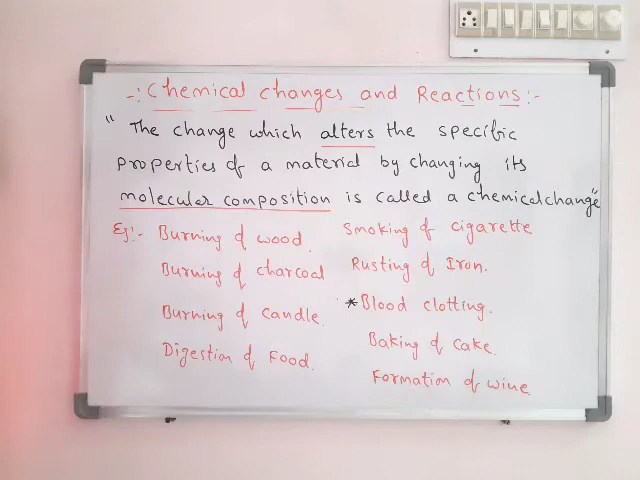 -: Chemical changes and Reactions :-
" The change which alters the specific
properties of a material by changing its
molecular composition is called a chemical change"
Eg:- Burning of wood. Smoking of cigarette
Burning of charcoal Rusting of Iron.
Burning of candle. *Blood clotting.
Digestion of Food. Baking of cake.
Formation of wine.